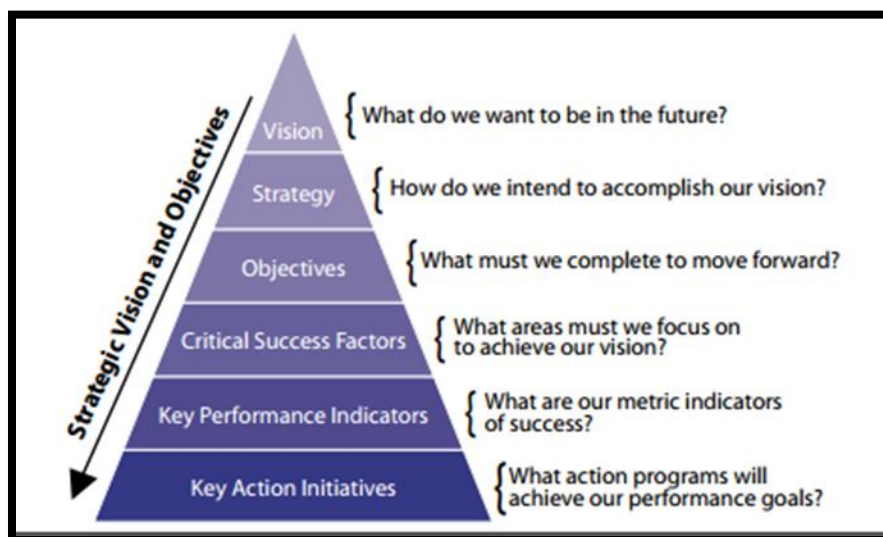 Strategic Vision and Objectives
Vision
What do we want to be in the future?
Strategy
How do we intend to accomplish our vision?
Objectives
What must we complete to move forward?
Critical Success Factors
What areas must we focus on
to achieve our vision?
Key Performance Indicators
What are our metric indicators
of success?
Key Action Initiatives
What action programs will
achieve our performance goals?